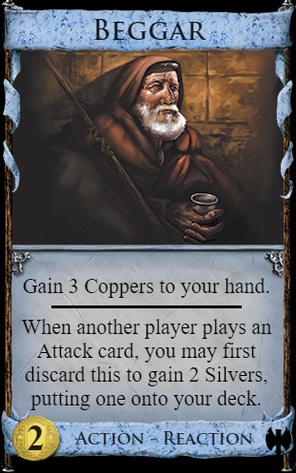 Beggar
Gain 3 Coppers to your hand.
When another player plays an
Attack card, you may first
discard this to gain 2 Silvers,
putting one onto your deck.
2
Action – Reaction